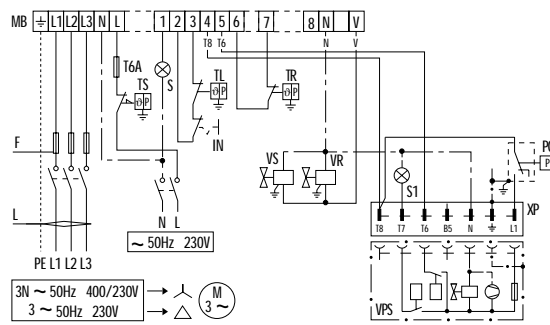 MB ⏚ L1 L2 L3 N L 1 2 3 4 5 6 7 8 N V
T8 T6 N V
T6A
TS
ϑ P
S
TL
ϑ P
TR
ϑ P
IN
F
VS
VR
S1
P
XP
L
N L
~ 50Hz 230V
T8 T7 T6 B5 N ⏚ L1
PE L1 L2 L3
VPS
3N ~ 50Hz 400/230V
3 ~ 50Hz 230V
M
3 ~